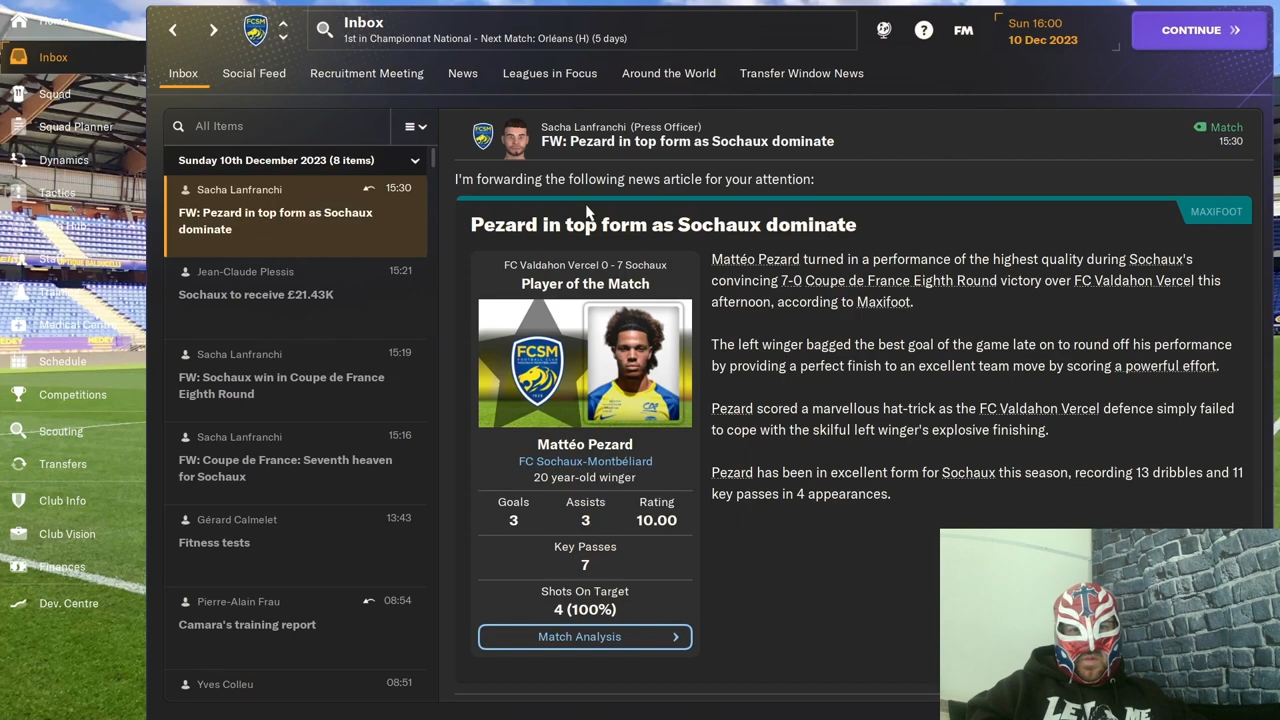 Home
Inbox
Squad
Squad Planner
Dynamics
Tactics
Medical Centre
Schedule
Competitions
Scouting
Transfers
Club Info
Club Vision
Finances
Dev. Centre
FCSM
Inbox
1st in Championnat National - Next Match: Orléans (H) (5 days)
?
FM
Sun 16:00
10 Dec 2023
CONTINUE
Inbox
Social Feed
Recruitment Meeting
News
Leagues in Focus
Around the World
Transfer Window News
All Items
Sunday 10th December 2023 (8 items)
Sacha Lanfranchi
15:30
FW: Pezard in top form as Sochaux
dominate
Jean-Claude Plessis
15:21
Sochaux to receive £21.43K
Sacha Lanfranchi
15:19
FW: Sochaux win in Coupe de France
Eighth Round
Sacha Lanfranchi
15:16
FW: Coupe de France: Seventh heaven
for Sochaux
Gérard Calmelet
13:43
Fitness tests
Pierre-Alain Frau
08:54
Camara's training report
Yves Colleu
08:51
FCSM
Sacha Lanfranchi (Press Officer)
FW: Pezard in top form as Sochaux dominate
Match
15:30
I'm forwarding the following news article for your attention:
MAXIFOOT
Pezard in top form as Sochaux dominate
FC Valdahon Vercel 0 - 7 Sochaux
Player of the Match
FCSM
Mattéo Pezard
FC Sochaux-Montbéliard
20 year-old winger
Goals
Assists
Rating
3
3
10.00
Key Passes
7
Shots On Target
4 (100%)
Match Analysis
Mattéo Pezard turned in a performance of the highest quality during Sochaux's
convincing 7-0 Coupe de France Eighth Round victory over FC Valdahon Vercel this
afternoon, according to Maxifoot.
The left winger bagged the best goal of the game late on to round off his performance
by providing a perfect finish to an excellent team move by scoring a powerful effort.
Pezard scored a marvellous hat-trick as the FC Valdahon Vercel defence simply failed
to cope with the skilful left winger's explosive finishing.
Pezard has been in excellent form for Sochaux this season, recording 13 dribbles and 11
key passes in 4 appearances.